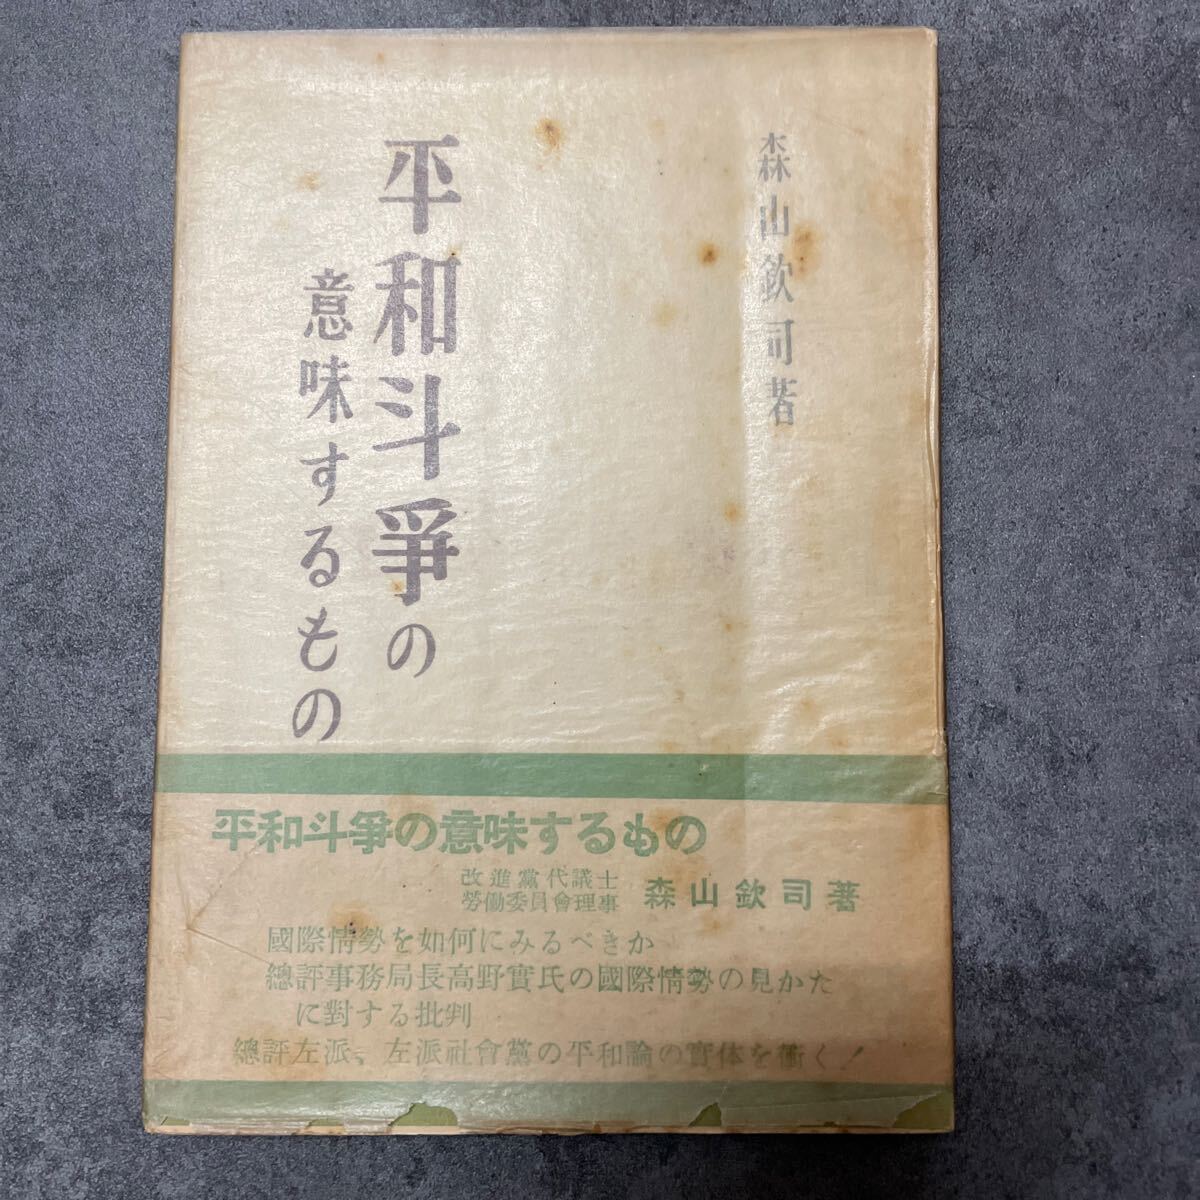 森山欽司著
平和斗爭の
意味するもの
平和斗爭の意味するもの
改進黨代議士
勞働委員會理事
森山欽司著
國際情勢を如何にみるべきか
總評事務局長高野實氏の國際情勢の見かた
に對する批判
總評左派、左派社會黨の平和論の實体を衝く！